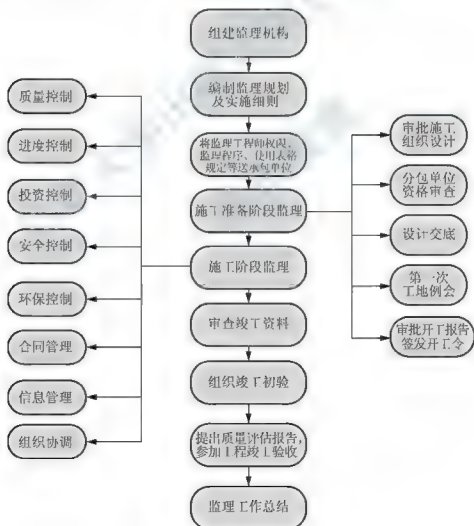 组建监理机构
编制监理规划
及实施细则
将监理工程师权限、
监理程序、使用表格
规定等送承包单位
施工准备阶段监理
施工阶段监理
审查竣工资料
组织竣工初验
提出质量评估报告，
参加工程竣工验收
监理工作总结
质量控制
进度控制
投资控制
安全控制
环保控制
合同管理
信息管理
组织协调
审批施工
组织设计
分包单位
资格审查
设计交底
第一次
工地例会
审批开工报告
签发开工令